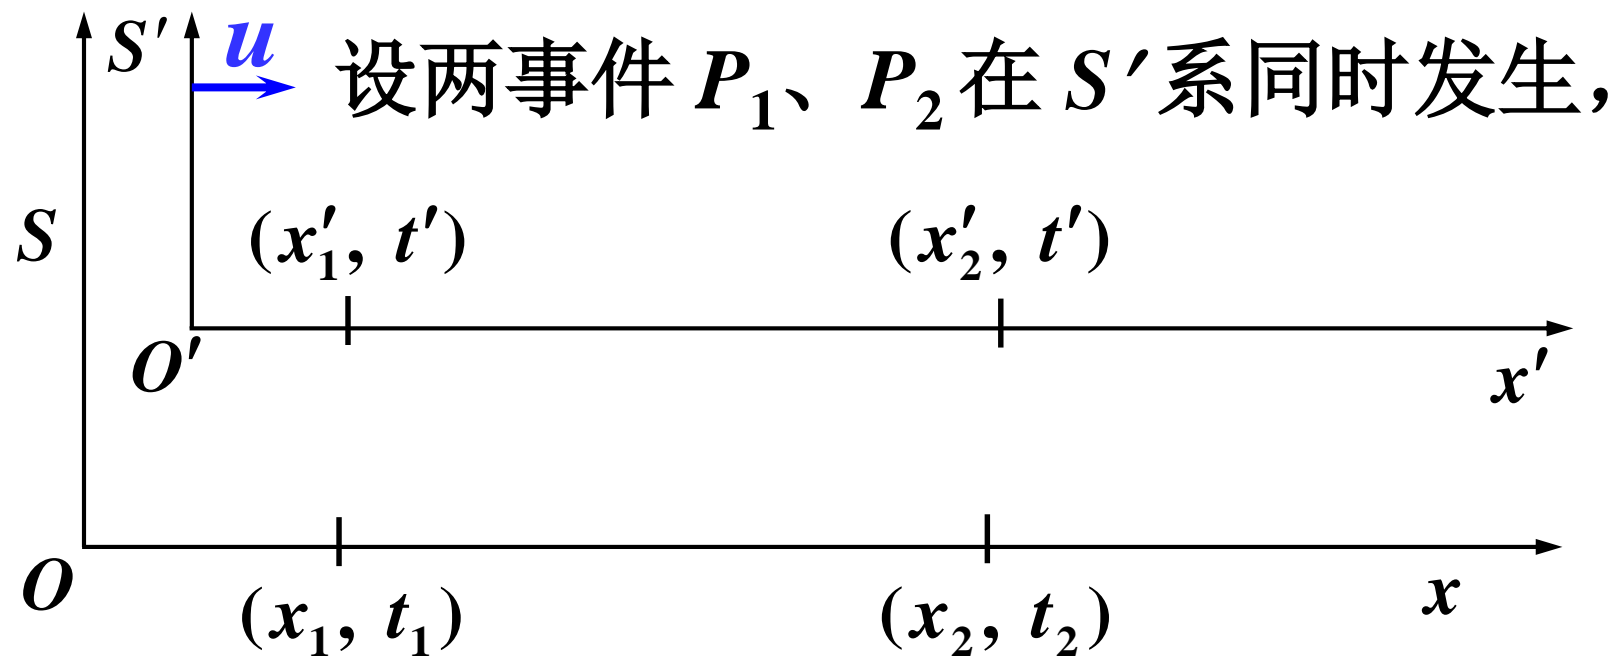 S′ u 设两事件 P₁、P₂ 在 S′系同时发生，
S (x′₁, t′) (x′₂, t′)
O′ x′
O x
(x₁, t₁) (x₂, t₂)